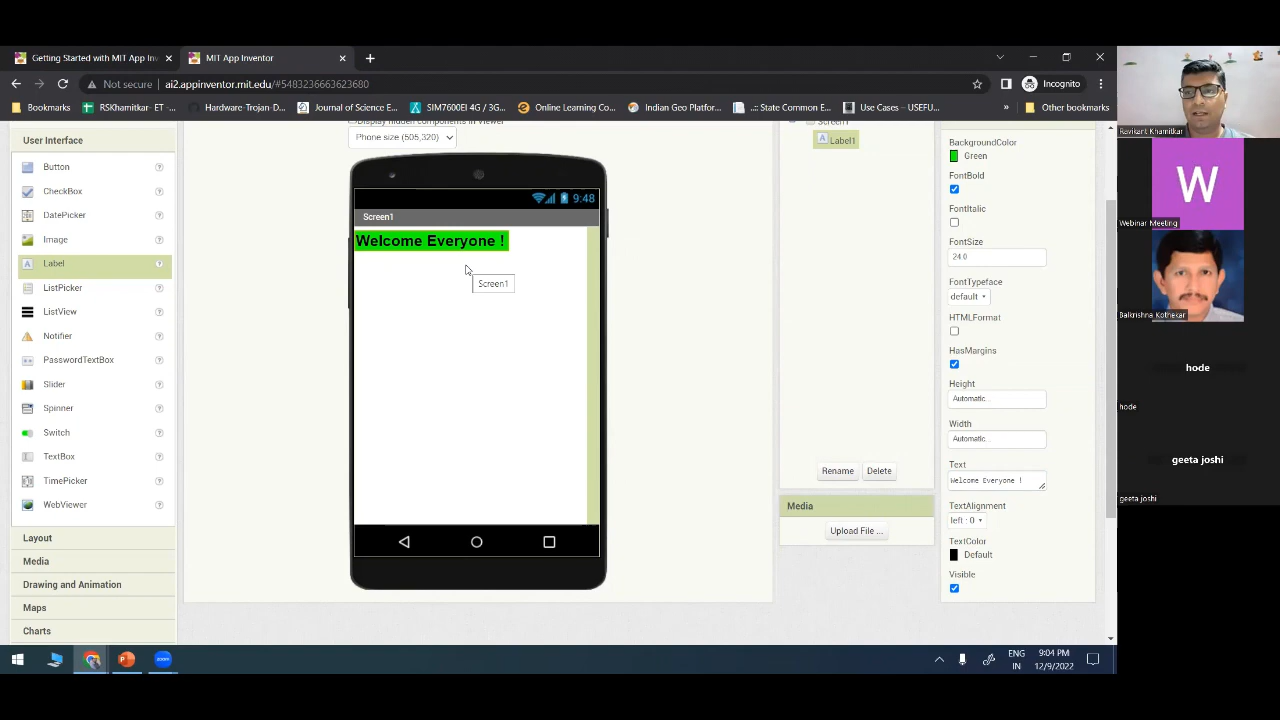 Getting Started with MIT App Inv
MIT App Inventor
Not secure
ai2.appinventor.mit.edu/#5483236663623680
Incognito
Bookmarks
RSKhamitkar- ET -...
Hardware-Trojan-D...
Journal of Science E...
SIM7600EI 4G / 3G...
Online Learning Co...
Indian Geo Platfor...
..: State Common E...
Use Cases – USEFU...
»
Other bookmarks
User Interface
Button
CheckBox
DatePicker
Image
Label
ListPicker
ListView
Notifier
PasswordTextBox
Slider
Spinner
Switch
TextBox
TimePicker
WebViewer
Layout
Media
Drawing and Animation
Maps
Charts
Display hidden components in Viewer
Phone size (505,320)
9:48
Screen1
Welcome Everyone !
Screen1
Screen1
Label1
Rename
Delete
Media
Upload File ...
BackgroundColor
Green
FontBold
FontItalic
FontSize
24.0
FontTypeface
default
HTMLFormat
HasMargins
Height
Automatic...
Width
Automatic...
Text
Welcome Everyone !
TextAlignment
left : 0
TextColor
Default
Visible
Ravikant Khamitkar
W
Webinar Meeting
Balkrishna Kothekar
hode
hode
geeta joshi
geeta joshi
ENG
IN
9:04 PM
12/9/2022